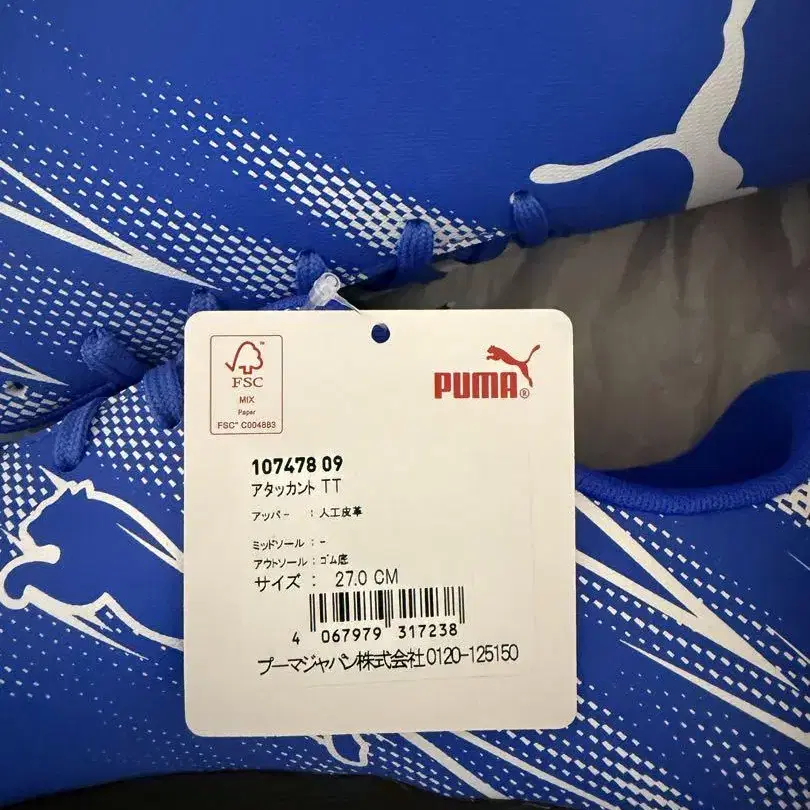 FSC
MIX
Paper
FSC® C004883
PUMA®
107478 09
アタッカント TT
アッパー : 人工皮革
ミッドソール : -
アウトソール : ゴム底
サイズ : 27.0 CM
4 067979 317238
プーマジャパン株式会社 0120-125150